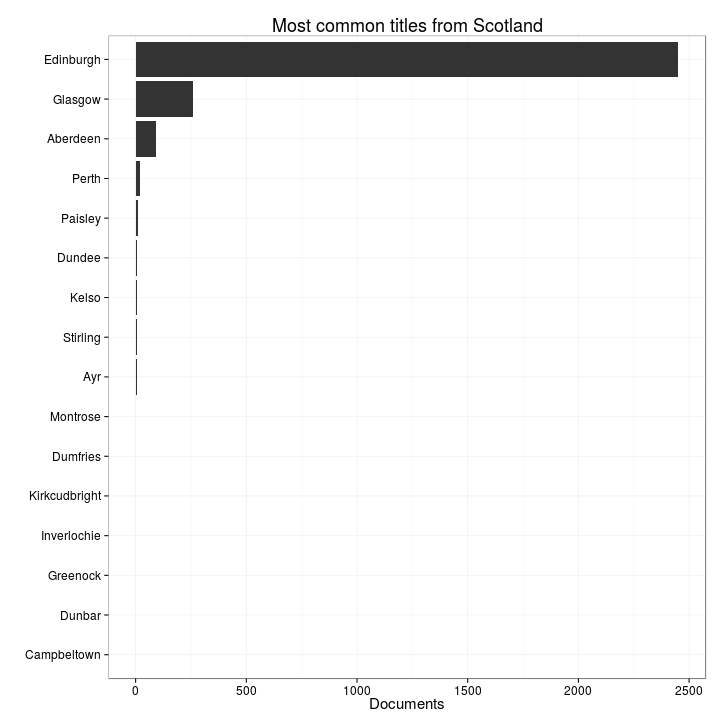 Most common titles from Scotland
Edinburgh
Glasgow
Aberdeen
Perth
Paisley
Dundee
Kelso
Stirling
Ayr
Montrose
Dumfries
Kirkcudbright
Inverlochie
Greenock
Dunbar
Campbeltown
0 500 1000 1500 2000 2500
Documents